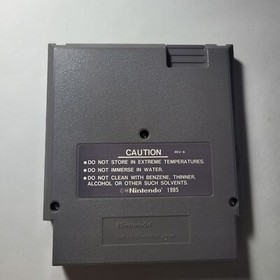 CAUTION
REV-A
•DO NOT STORE IN EXTREME TEMPERATURES.
•DO NOT IMMERSE IN WATER.
•DO NOT CLEAN WITH BENZENE, THINNER,
ALCOHOL OR OTHER SUCH SOLVENTS.
©Nintendo® 1985
Nintendo